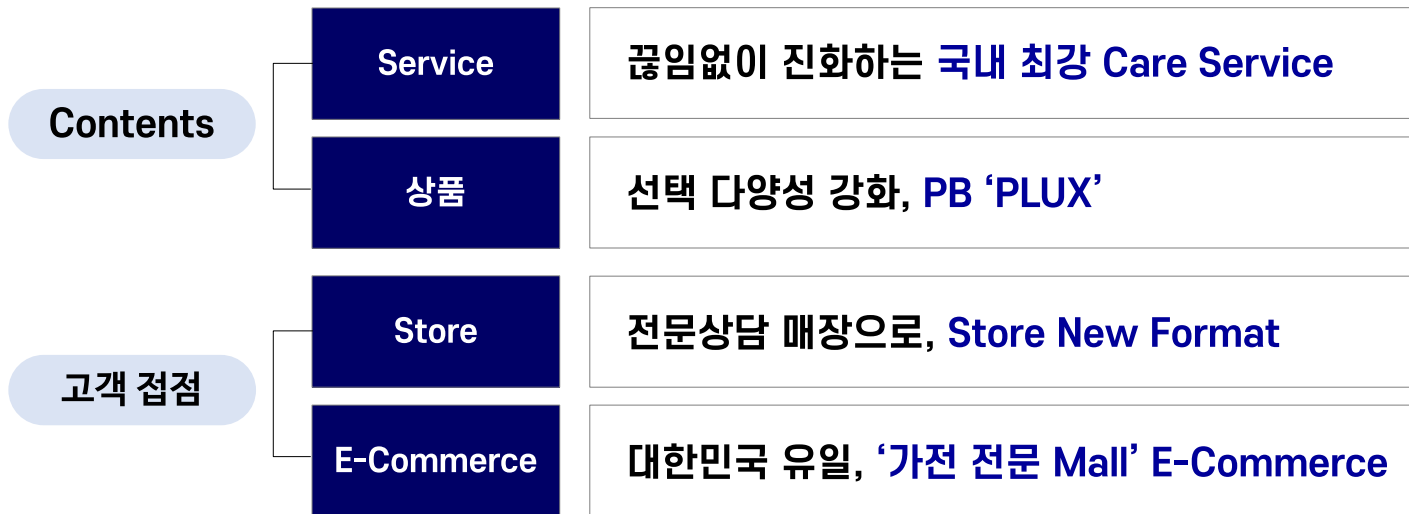 Contents
Service
끊임없이 진화하는 국내 최강 Care Service
상품
선택 다양성 강화, PB ‘PLUX’
고객 접점
Store
전문상담 매장으로, Store New Format
E-Commerce
대한민국 유일, ‘가전 전문 Mall’ E-Commerce